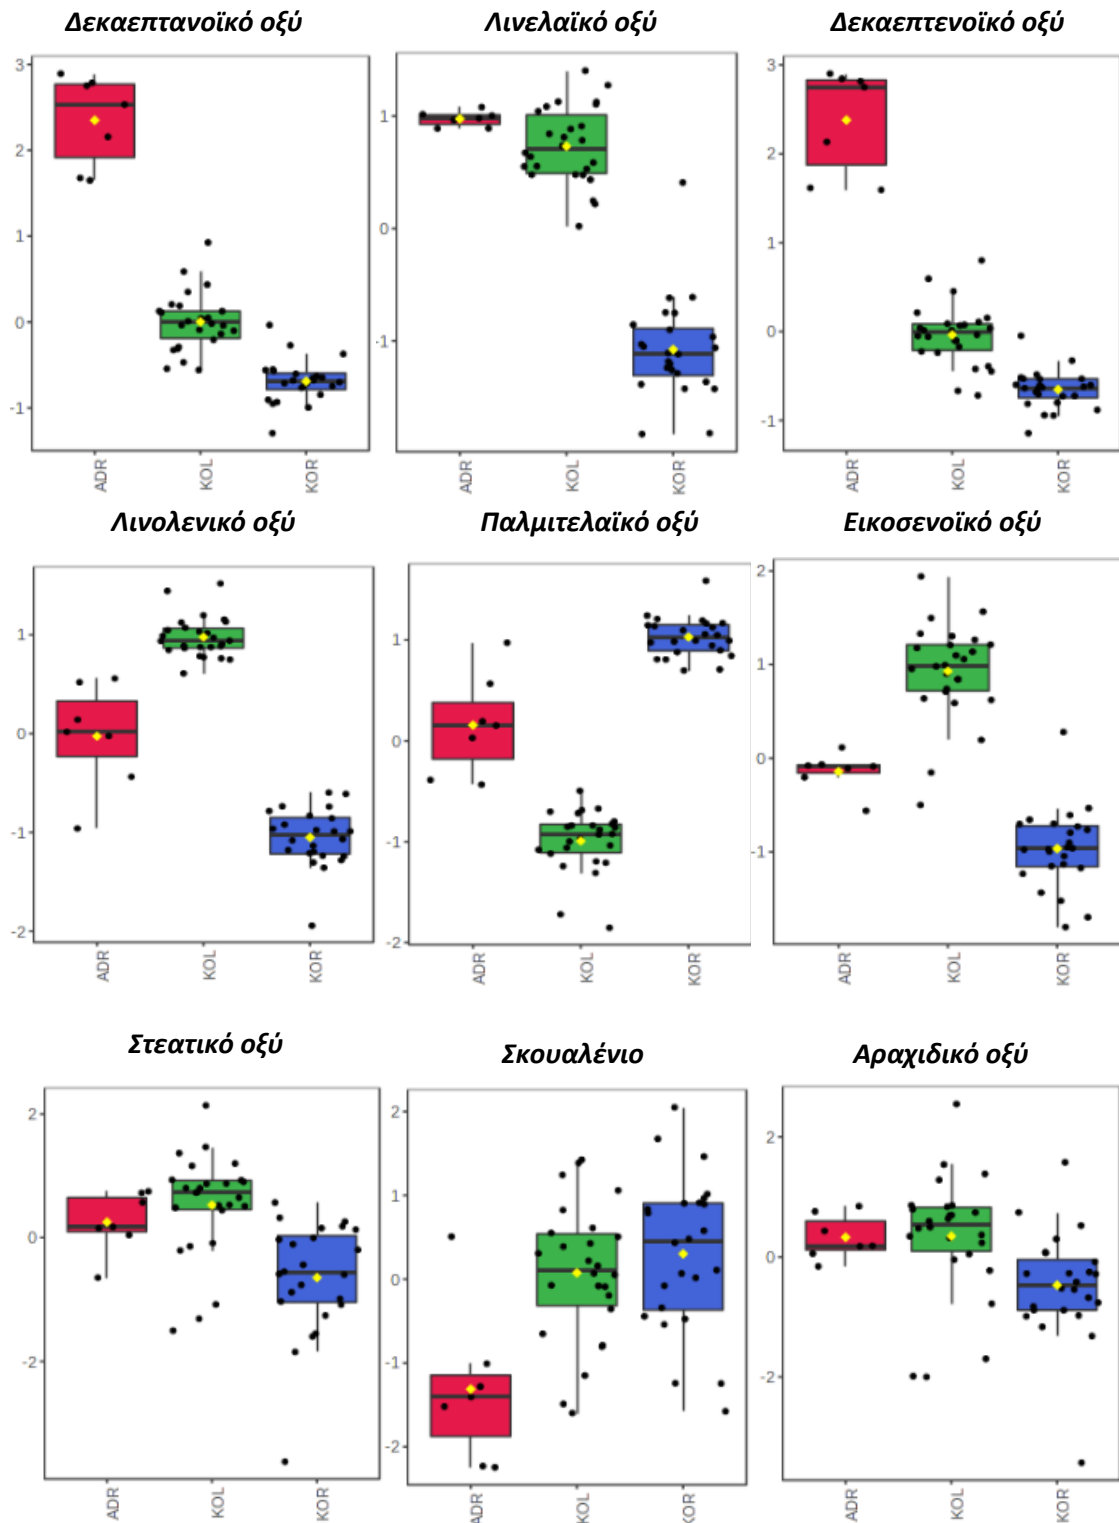 Δεκαεπτανοϊκό οξύ
Λινελαϊκό οξύ
Δεκαεπτενοϊκό οξύ
3
2
1
0
-1
ADR
KOL
KOR
1
0
-1
ADR
KOL
KOR
3
2
1
0
-1
ADR
KOL
KOR
Λινολενικό οξύ
Παλμιτελαϊκό οξύ
Εικοσενοϊκό οξύ
1
0
-1
-2
ADR
KOL
KOR
1
0
-1
-2
ADR
KOL
KOR
2
1
0
-1
ADR
KOL
KOR
Στεατικό οξύ
Σκουαλένιο
Αραχιδικό οξύ
2
0
-2
ADR
KOL
KOR
2
1
0
-1
-2
ADR
KOL
KOR
2
0
-2
ADR
KOL
KOR